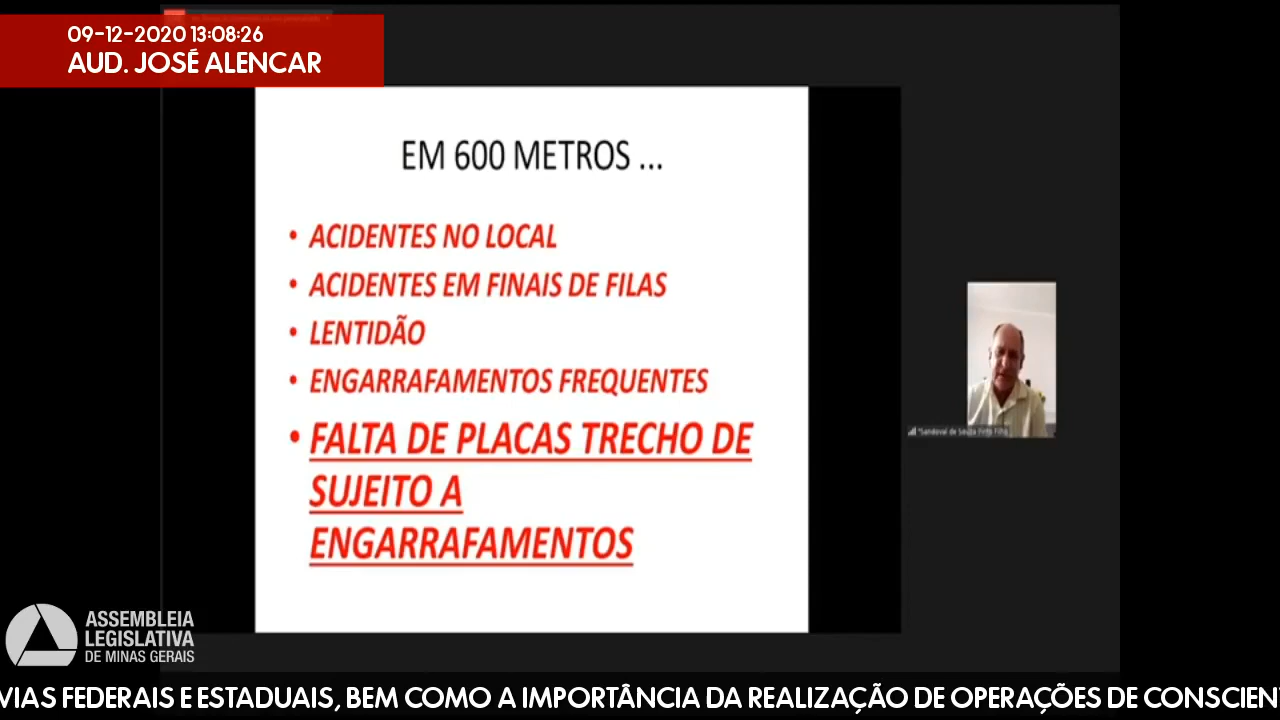 09-12-2020 13:08:26
AUD. JOSÉ ALENCAR
EM 600 METROS ...
• ACIDENTES NO LOCAL
• ACIDENTES EM FINAIS DE FILAS
• LENTIDÃO
• ENGARRAFAMENTOS FREQUENTES
• FALTA DE PLACAS TRECHO DE
SUJEITO A
ENGARRAFAMENTOS
*Sandoval de Souza Pinto Filho
ASSEMBLEIA
LEGISLATIVA
DE MINAS GERAIS
VIAS FEDERAIS E ESTADUAIS, BEM COMO A IMPORTÂNCIA DA REALIZAÇÃO DE OPERAÇÕES DE CONSCIENT